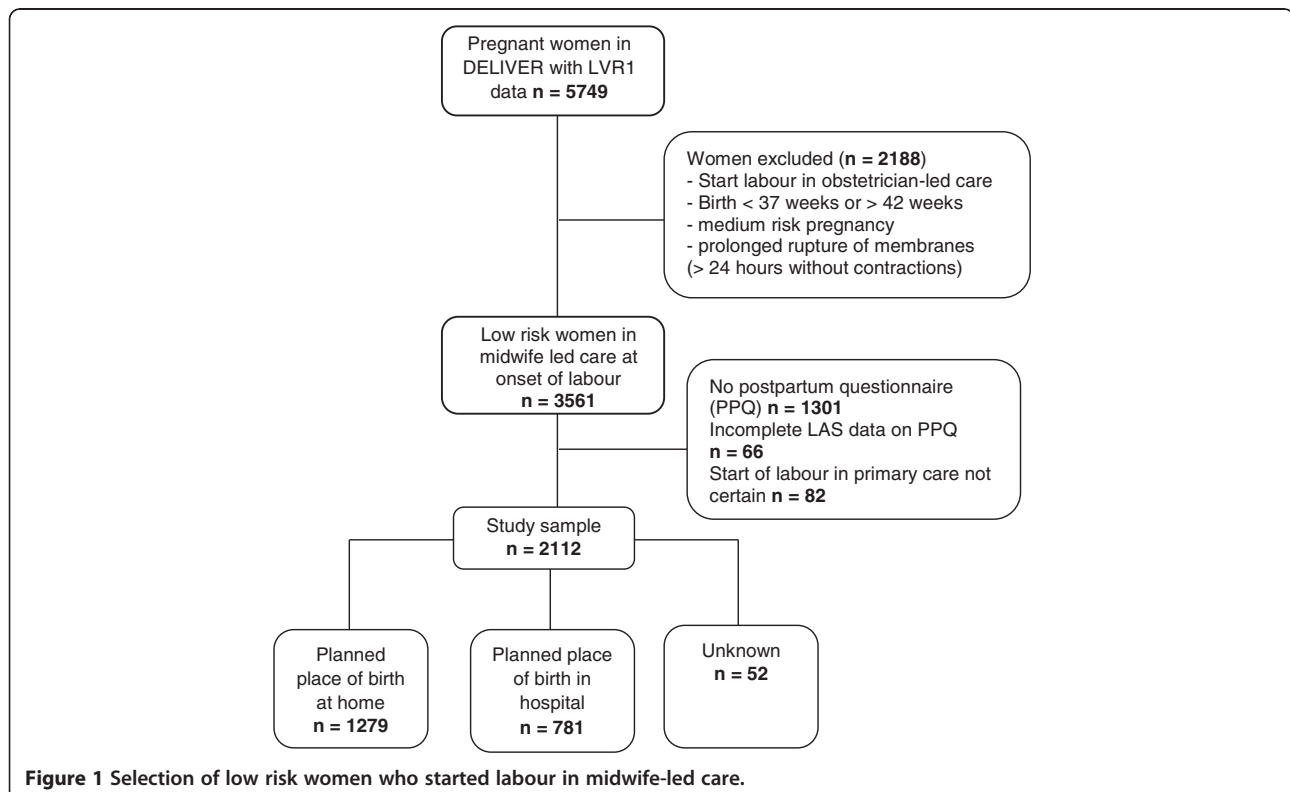 Pregnant women in
DELIVER with LVR1
data n = 5749
Women excluded (n = 2188)
- Start labour in obstetrician-led care
- Birth < 37 weeks or > 42 weeks
- medium risk pregnancy
- prolonged rupture of membranes
(> 24 hours without contractions)
Low risk women in
midwife led care at
onset of labour
n = 3561
No postpartum questionnaire
(PPQ) n = 1301
Incomplete LAS data on PPQ
n = 66
Start of labour in primary care not
certain n = 82
Study sample
n = 2112
Planned
place of birth
at home
n = 1279
Planned place
of birth in
hospital
n = 781
Unknown
n = 52
Figure 1 Selection of low risk women who started labour in midwife-led care.